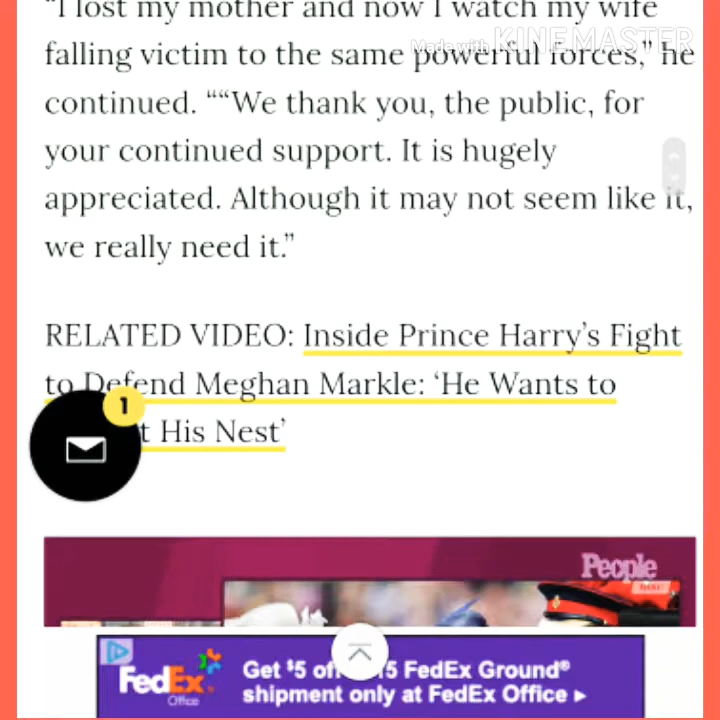 “I lost my mother and now I watch my wife
Made with KINEMASTER
falling victim to the same powerful forces,” he
continued. ““We thank you, the public, for
your continued support. It is hugely
appreciated. Although it may not seem like it,
we really need it.”
RELATED VIDEO: Inside Prince Harry’s Fight
to Defend Meghan Markle: ‘He Wants to
1
His Nest’
People
FedEx Office
Get $5 off FedEx Ground®
shipment only at FedEx Office